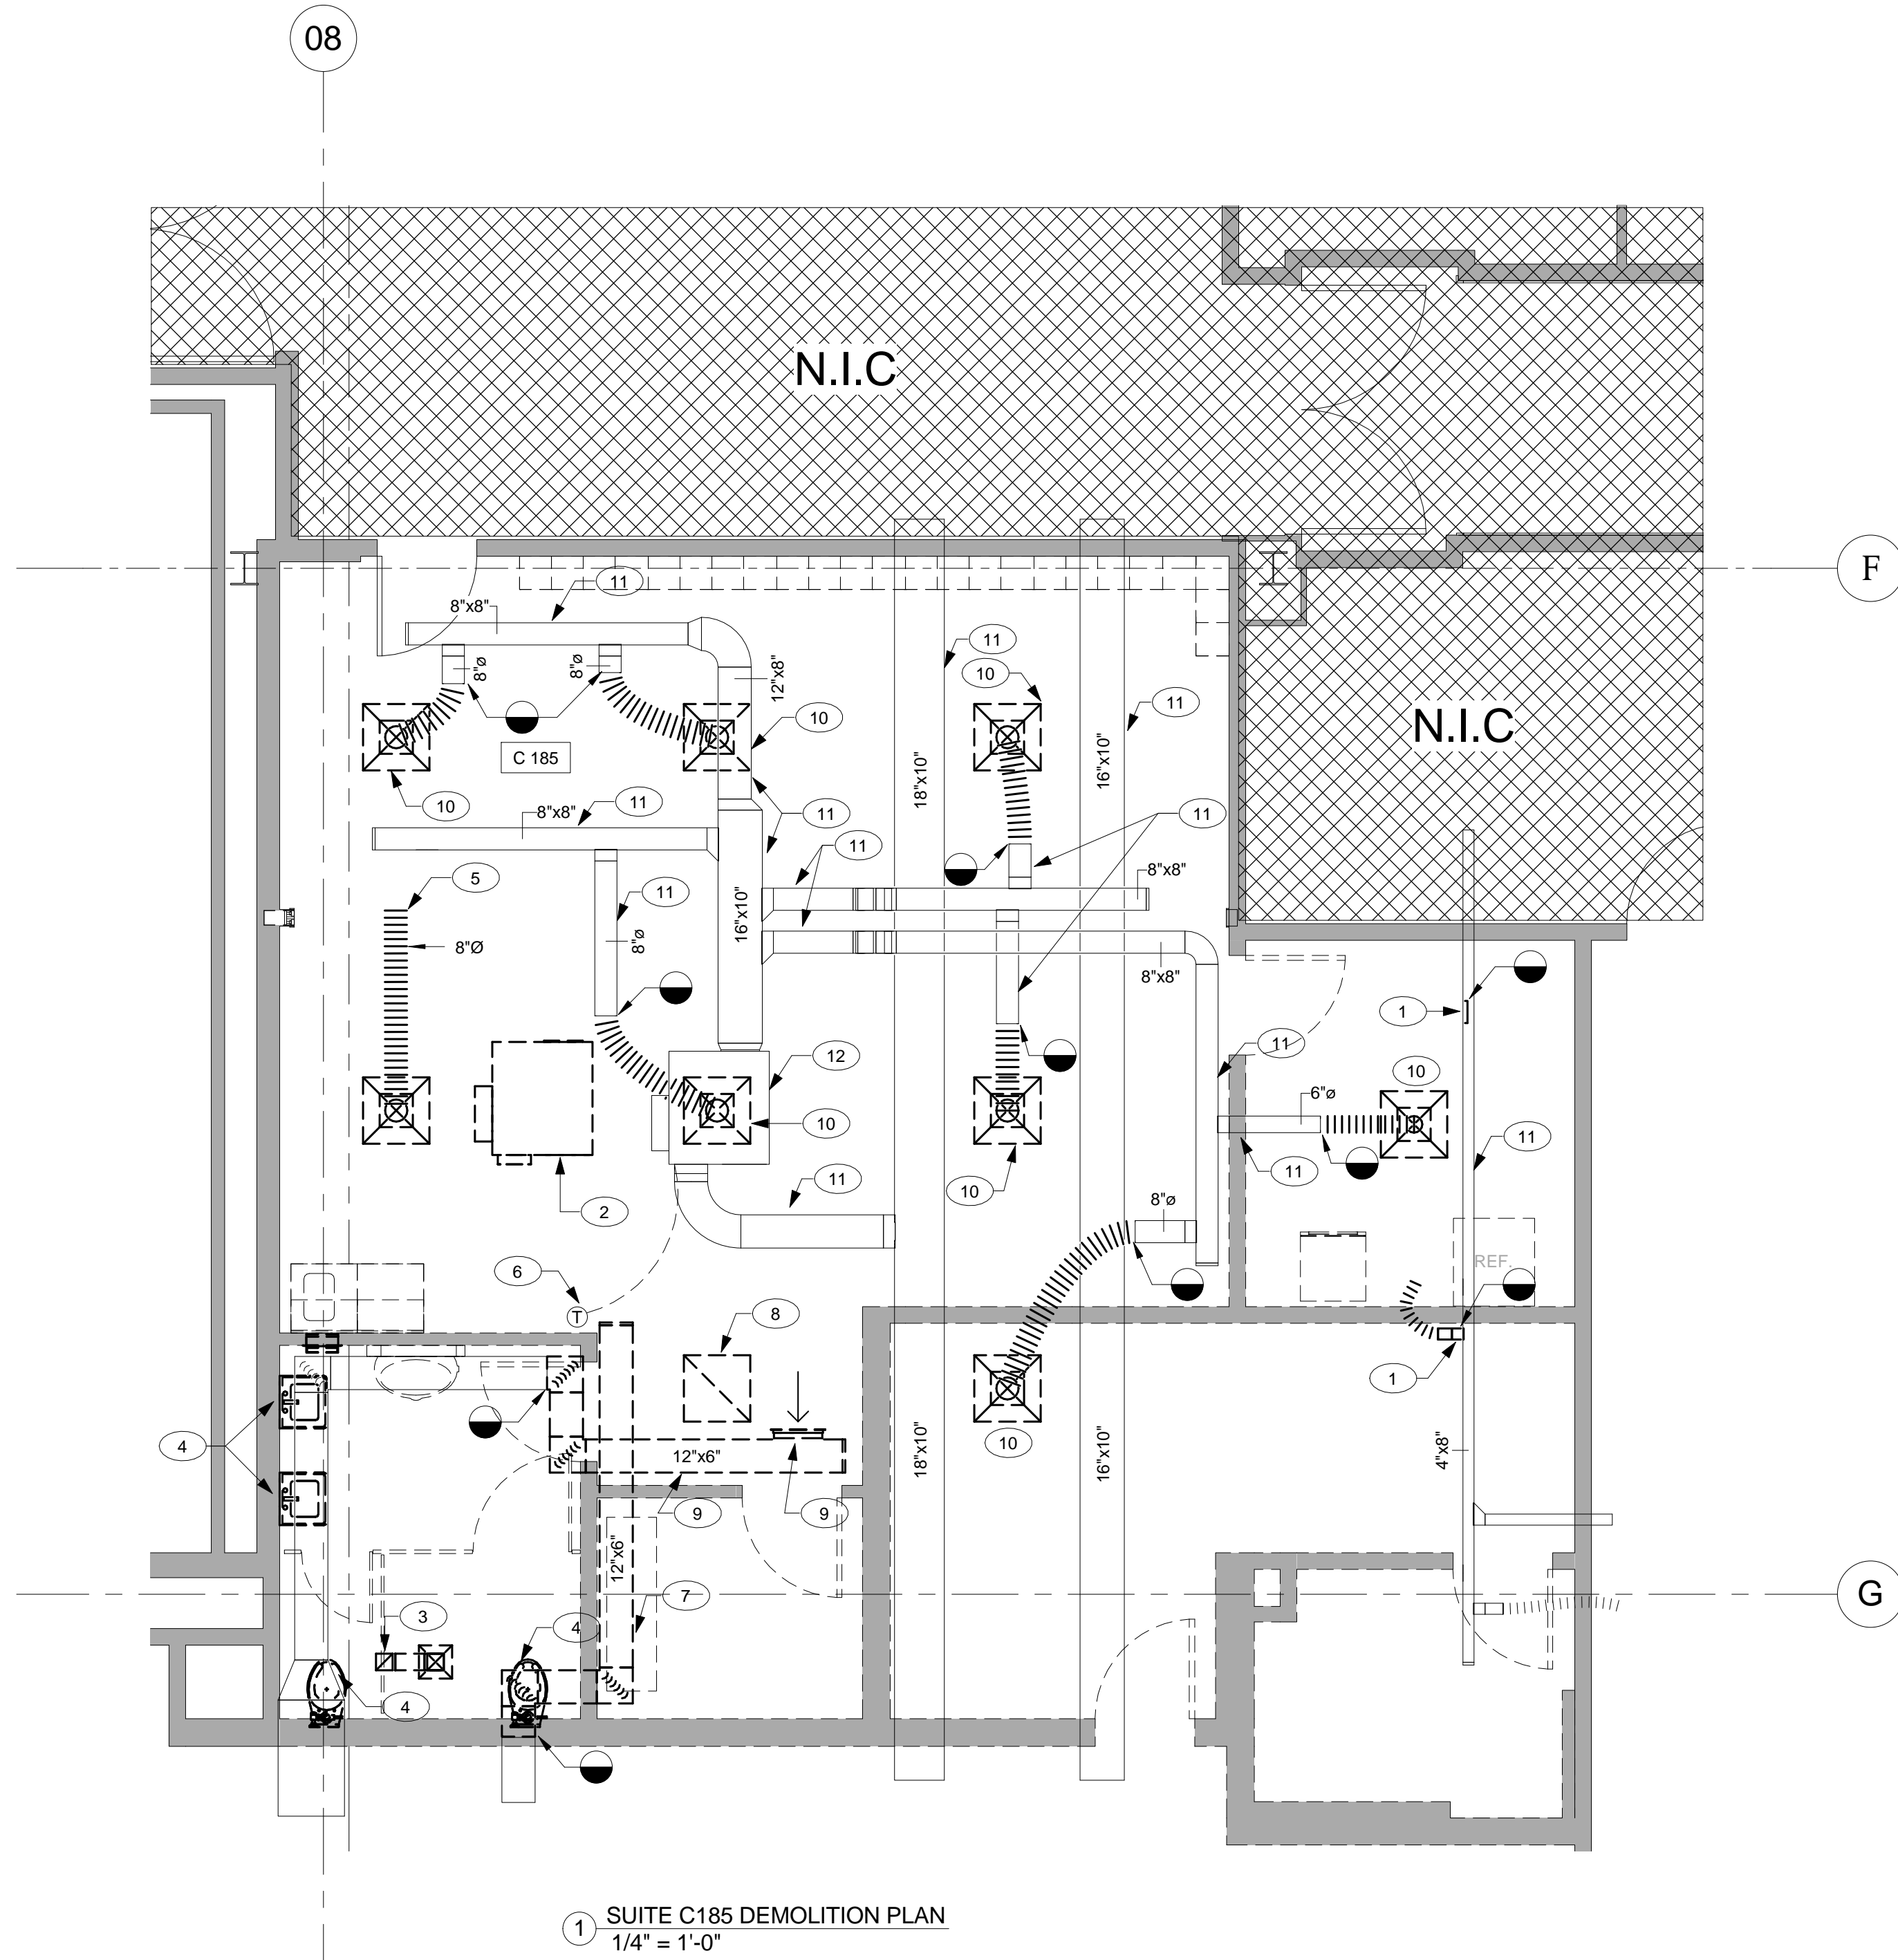 08
N.I.C
F
11
8"x8"
11
8"ø
8"ø
12"x8"
10
11
10
N.I.C
C 185
18"x10"
16"x10"
10
8"x8"
11
11
11
11
5
11
8"x8"
16"x10"
8"Ø
8"ø
8"x8"
1
11
12
10
6"ø
10
11
11
11
10
8"ø
2
6
T
REF.
8
1
10
4
12"x6"
18"x10"
16"x10"
4"x8"
9
9
12"x6"
7
G
3
4
4
1
SUITE C185 DEMOLITION PLAN
1/4" = 1'-0"